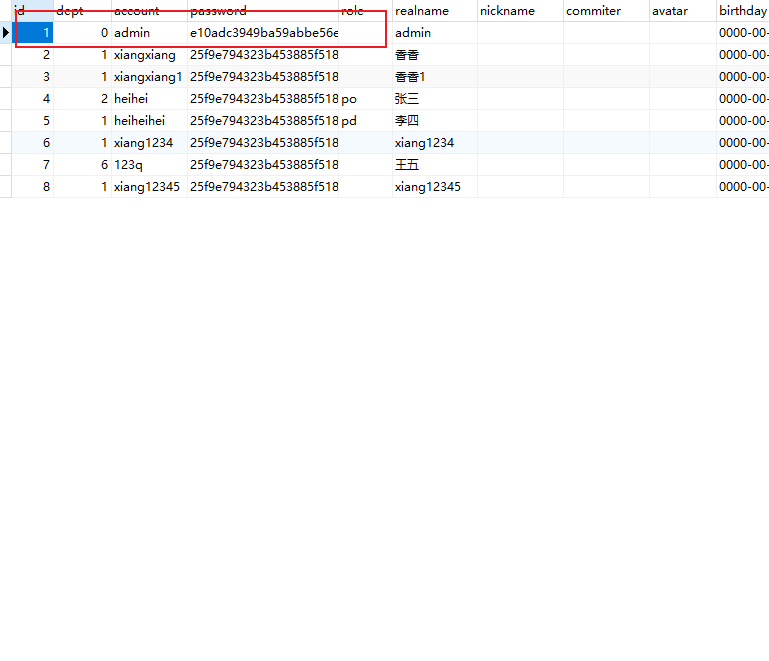 id dept account password role realname nickname commiter avatar birthday
1 0 admin e10adc3949ba59abbe56e admin 0000-00-
2 1 xiangxiang 25f9e794323b453885f518 香香 0000-00-
3 1 xiangxiang1 25f9e794323b453885f518 香香1 0000-00-
4 2 heihei 25f9e794323b453885f518 po 张三 0000-00-
5 1 heiheihei 25f9e794323b453885f518 pd 李四 0000-00-
6 1 xiang1234 25f9e794323b453885f518 xiang1234 0000-00-
7 6 123q 25f9e794323b453885f518 王五 0000-00-
8 1 xiang12345 25f9e794323b453885f518 xiang12345 0000-00-